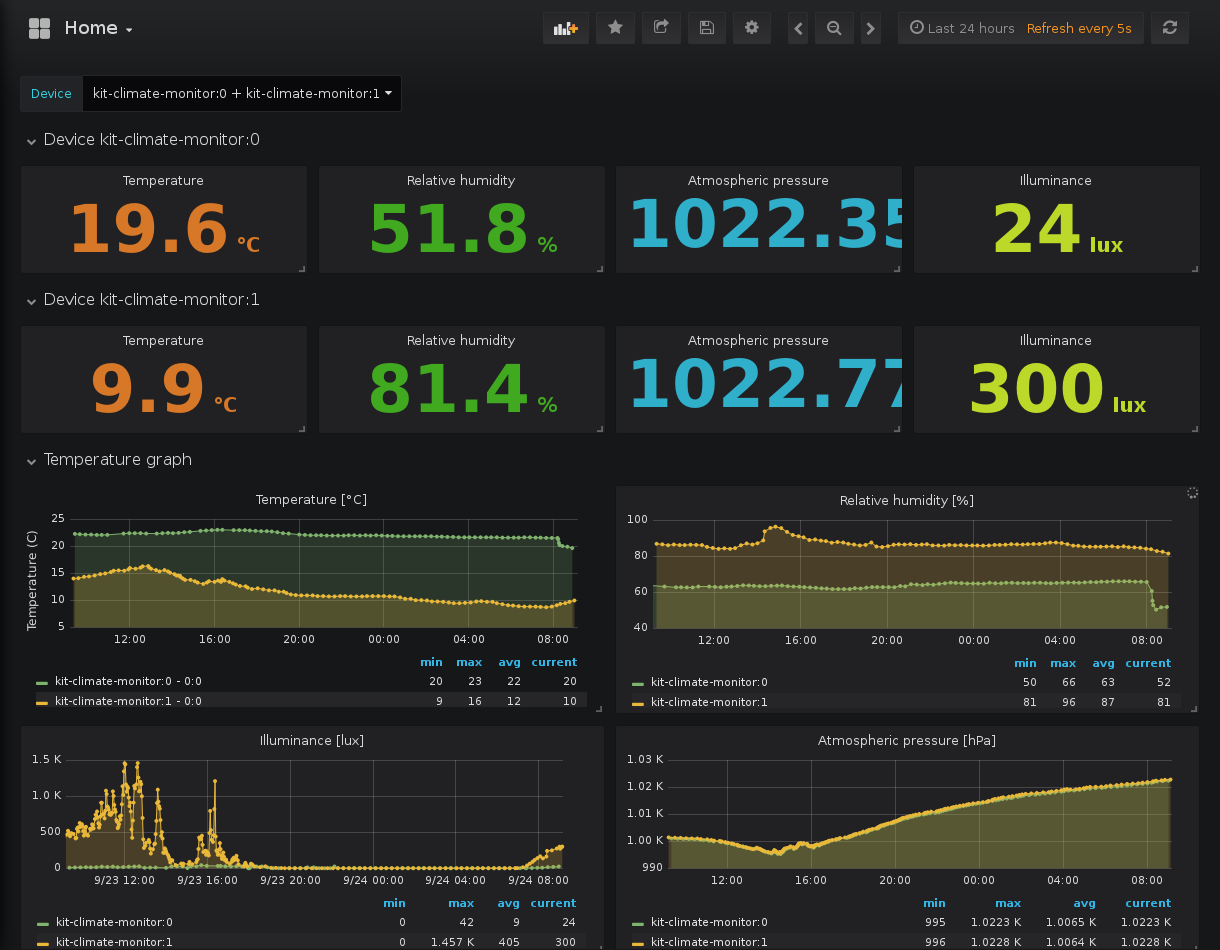 Home
Last 24 hours Refresh every 5s
Device kit-climate-monitor:0 + kit-climate-monitor:1
Device kit-climate-monitor:0
Temperature Relative humidity Atmospheric pressure Illuminance
19.6 °C 51.8 % 1022.35 24 lux
Device kit-climate-monitor:1
Temperature Relative humidity Atmospheric pressure Illuminance
9.9 °C 81.4 % 1022.77 300 lux
Temperature graph
Temperature [°C]
Temperature (C)
25
20
15
10
5
12:00 16:00 20:00 00:00 04:00 08:00
min max avg current
kit-climate-monitor:0 - 0:0 20 23 22 20
kit-climate-monitor:1 - 0:0 9 16 12 10
Relative humidity [%]
100
80
60
40
12:00 16:00 20:00 00:00 04:00 08:00
min max avg current
kit-climate-monitor:0 50 66 63 52
kit-climate-monitor:1 81 96 87 81
Illuminance [lux]
1.5 K
1.0 K
500
0
9/23 12:00 9/23 16:00 9/23 20:00 9/24 00:00 9/24 04:00 9/24 08:00
min max avg current
kit-climate-monitor:0 0 42 9 24
kit-climate-monitor:1 0 1.457 K 405 300
Atmospheric pressure [hPa]
1.03 K
1.02 K
1.01 K
1.00 K
990
12:00 16:00 20:00 00:00 04:00 08:00
min max avg current
kit-climate-monitor:0 995 1.0223 K 1.0065 K 1.0223 K
kit-climate-monitor:1 996 1.0228 K 1.0064 K 1.0228 K